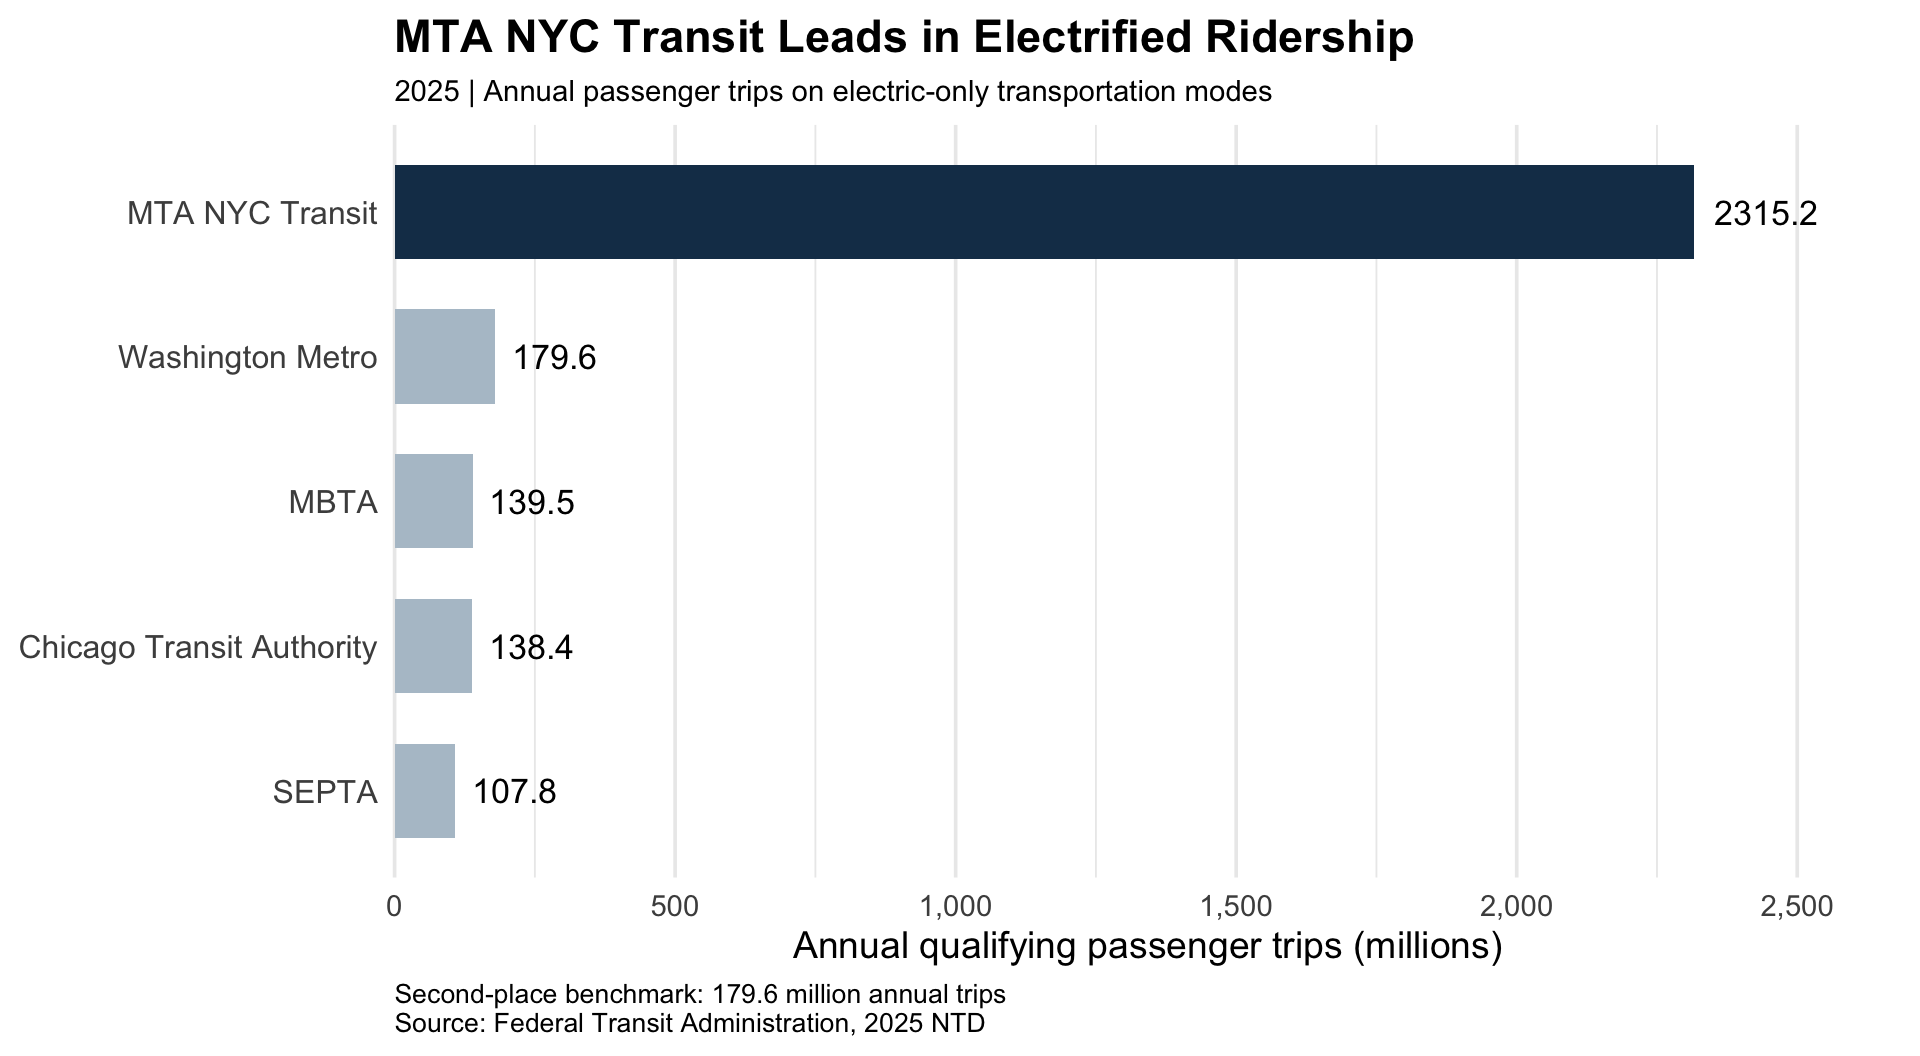 MTA NYC Transit Leads in Electrified Ridership
2025 | Annual passenger trips on electric-only transportation modes
MTA NYC Transit
2315.2
Washington Metro
179.6
MBTA
139.5
Chicago Transit Authority
138.4
SEPTA
107.8
0
500
1,000
1,500
2,000
2,500
Annual qualifying passenger trips (millions)
Second-place benchmark: 179.6 million annual trips
Source: Federal Transit Administration, 2025 NTD